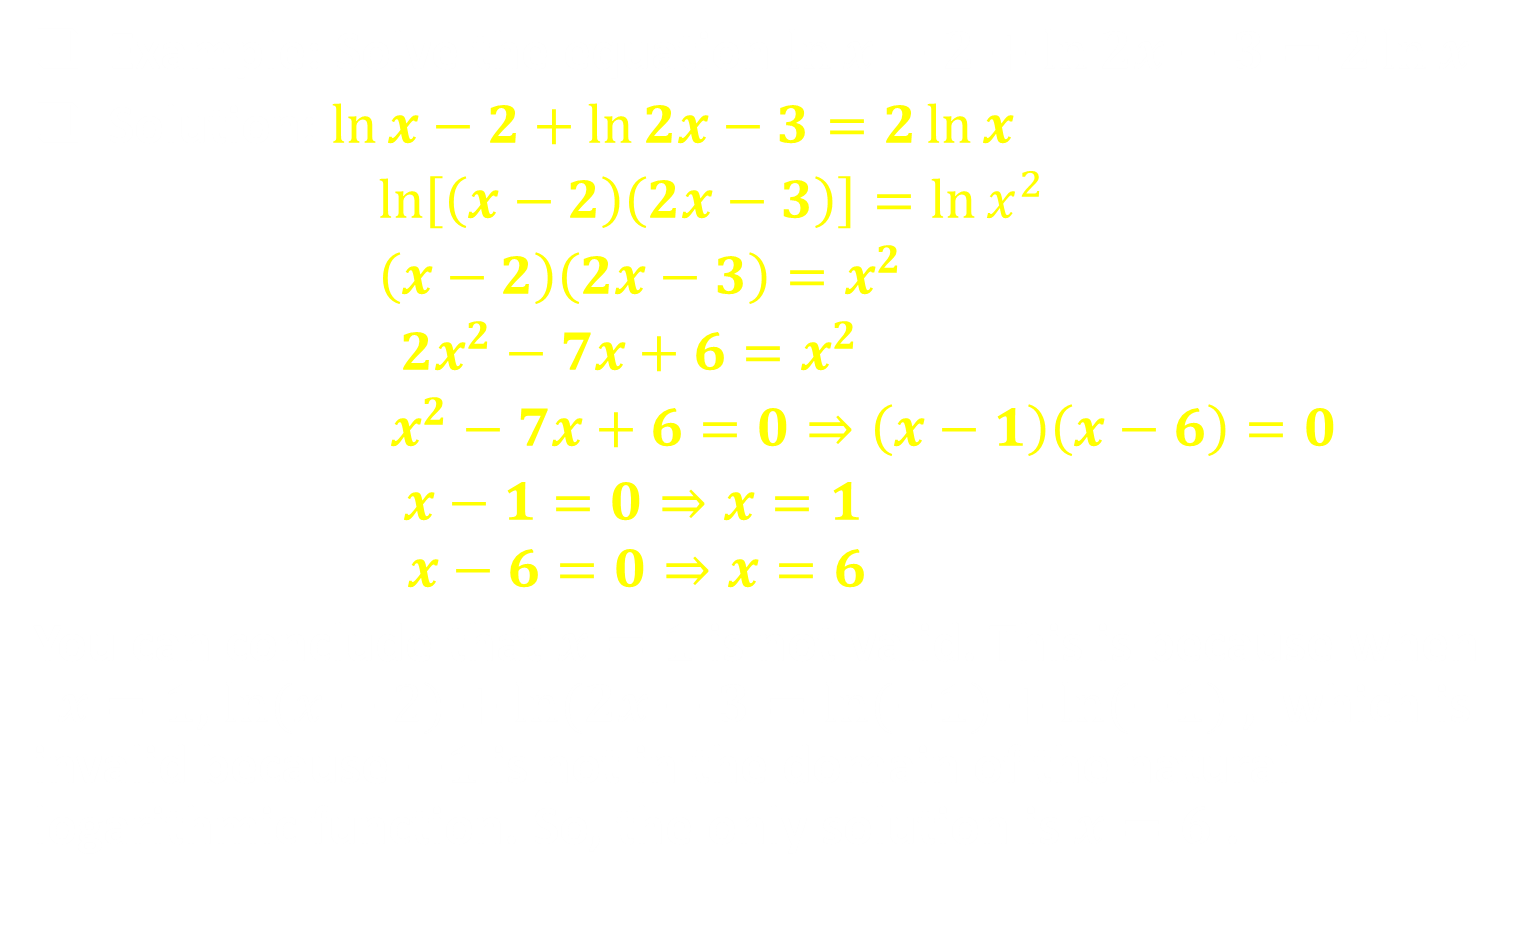 ln x − 2 + ln 2x − 3 = 2 ln x
ln[(x − 2)(2x − 3)] = ln x²
(x − 2)(2x − 3) = x²
2x² − 7x + 6 = x²
x² − 7x + 6 = 0 ⇒ (x − 1)(x − 6) = 0
x − 1 = 0 ⇒ x = 1
x − 6 = 0 ⇒ x = 6